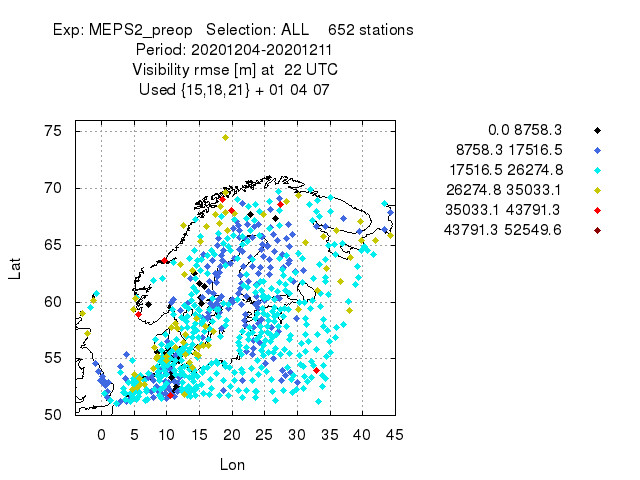 Exp: MEPS2_preop   Selection: ALL    652 stations
Period: 20201204-20201211
Visibility rmse [m] at  22 UTC
Used {15,18,21} + 01 04 07
0.0 8758.3
8758.3 17516.5
17516.5 26274.8
26274.8 35033.1
35033.1 43791.3
43791.3 52549.6
75
70
65
60
55
50
Lat
0 5 10 15 20 25 30 35 40 45
Lon